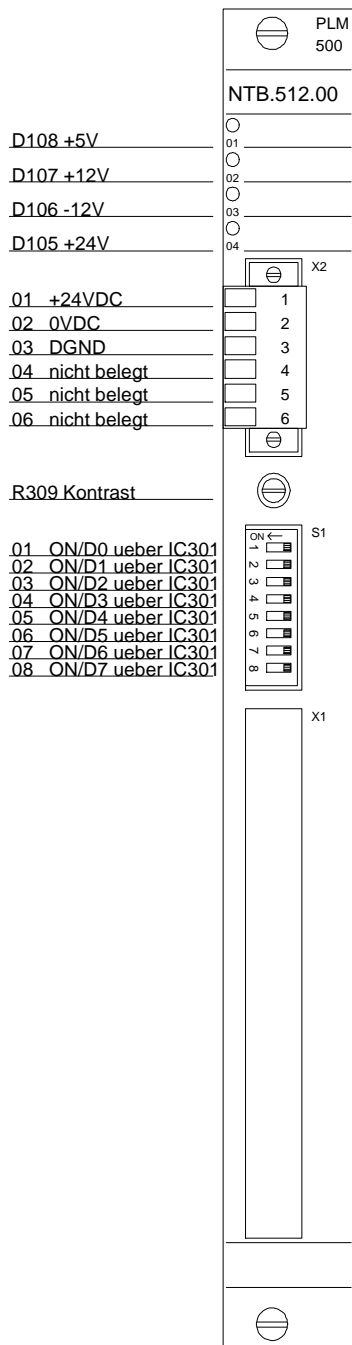 PLM
500
NTB.512.00
D108 +5V
01
D107 +12V
02
D106 -12V
03
D105 +24V
04
X2
01 +24VDC 1
02 0VDC 2
03 DGND 3
04 nicht belegt 4
05 nicht belegt 5
06 nicht belegt 6
R309 Kontrast
S1
ON ←
01 ON/D0 ueber IC301 1
02 ON/D1 ueber IC301 2
03 ON/D2 ueber IC301 3
04 ON/D3 ueber IC301 4
05 ON/D4 ueber IC301 5
06 ON/D5 ueber IC301 6
07 ON/D6 ueber IC301 7
08 ON/D7 ueber IC301 8
X1